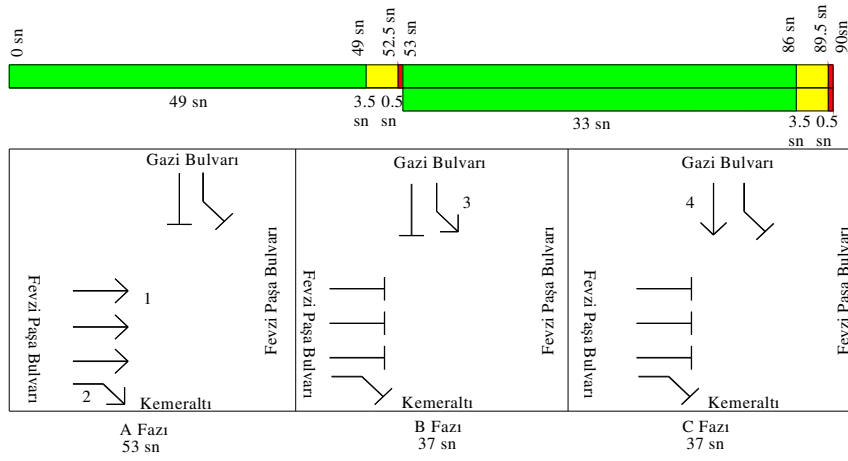 0 sn
49 sn
52.5 sn
53 sn
86 sn
89.5 sn
90sn
49 sn
3.5 0.5
sn sn
33 sn
3.5 0.5
sn sn
Gazi Bulvarı
Fevzi Paşa Bulvarı
Fevzi Paşa Bulvarı
1
2
Kemeraltı
Gazi Bulvarı
3
Fevzi Paşa Bulvarı
Fevzi Paşa Bulvarı
Kemeraltı
Gazi Bulvarı
4
Fevzi Paşa Bulvarı
Fevzi Paşa Bulvarı
Kemeraltı
A Fazı
53 sn
B Fazı
37 sn
C Fazı
37 sn